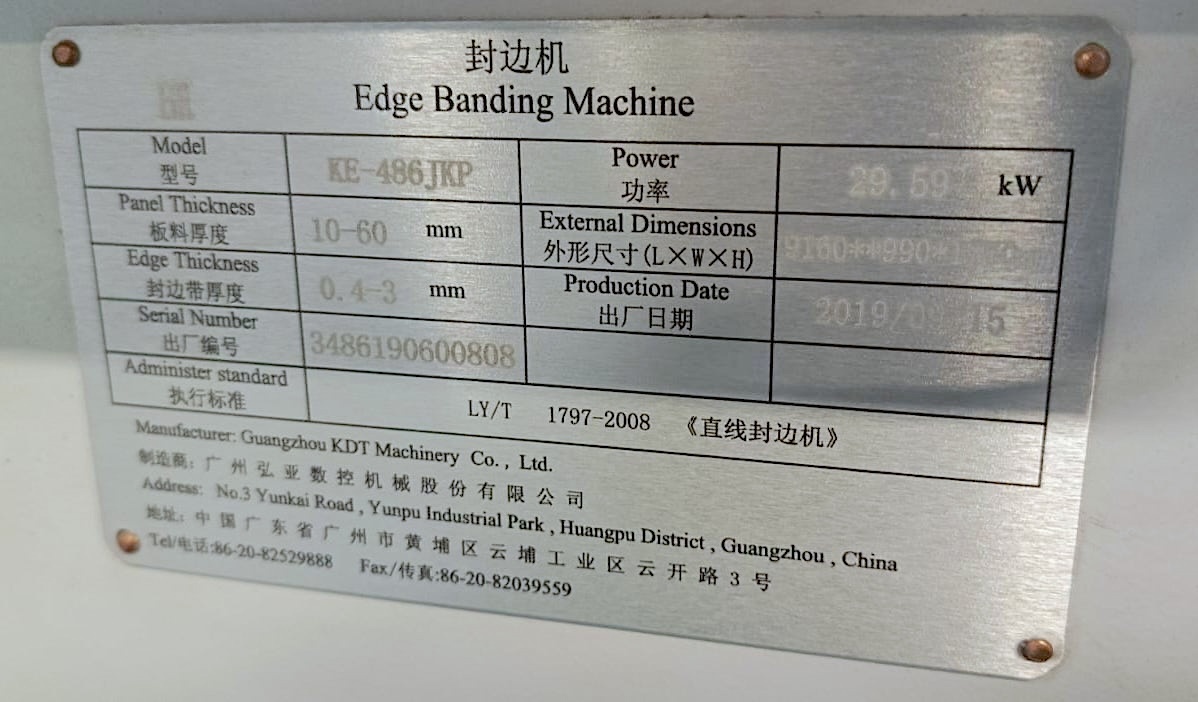 封边机
Edge Banding Machine
Model
型号
KE-486JKP
Power
功率
29.59 kW
Panel Thickness
板料厚度
10-60 mm
External Dimensions
外形尺寸(L×W×H)
Edge Thickness
封边带厚度
0.4-3 mm
Production Date
出厂日期
Serial Number
出厂编号
3486190600808
Administer standard
执行标准
LY/T 1797-2008 《直线封边机》
Manufacturer: Guangzhou KDT Machinery Co., Ltd.
制造商: 广州弘亚数控机械股份有限公司
Address: No.3 Yunkai Road , Yunpu Industrial Park , Huangpu District , Guangzhou , China
地址: 中国广东省广州市黄埔区云埔工业区云开路3号
Tel/电话:86-20-82529888 Fax/传真:86-20-82039559